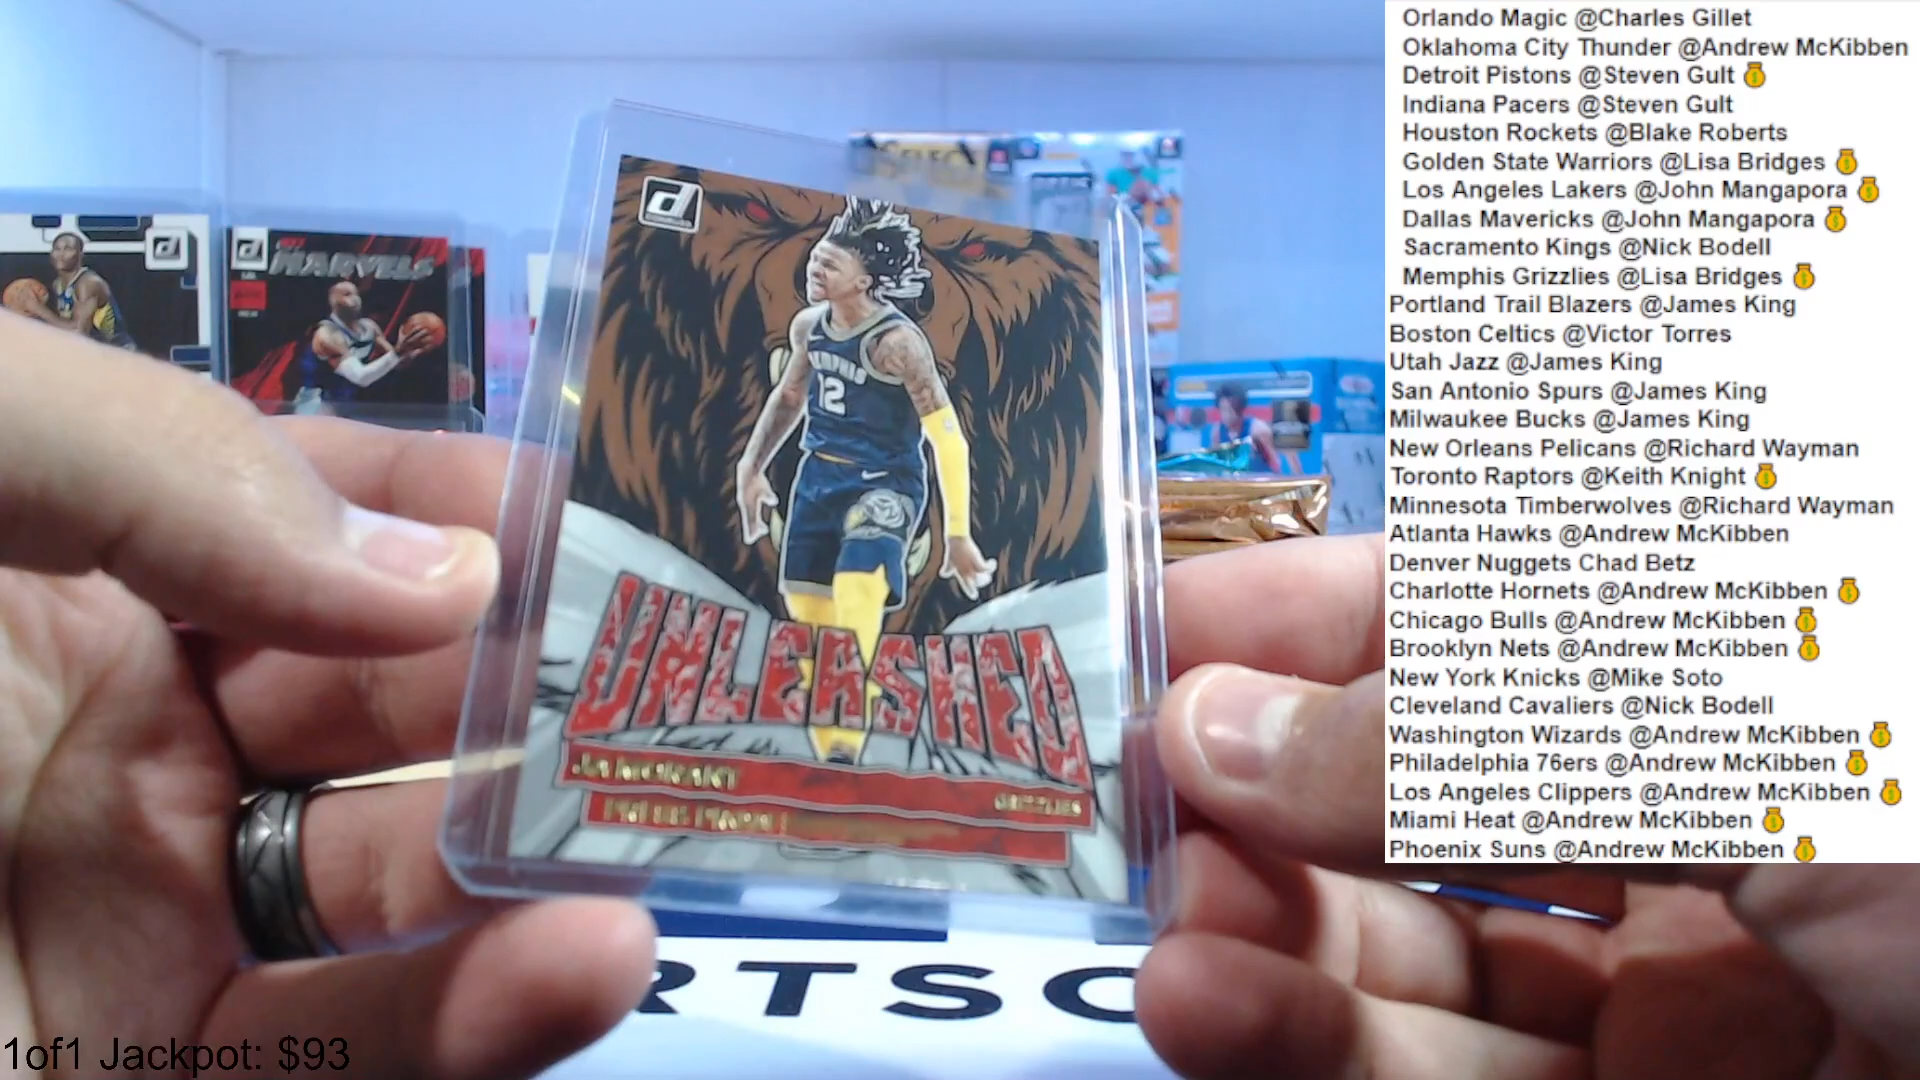 Orlando Magic @Charles Gillet
Oklahoma City Thunder @Andrew McKibben
Detroit Pistons @Steven Gult
Indiana Pacers @Steven Gult
Houston Rockets @Blake Roberts
Golden State Warriors @Lisa Bridges
Los Angeles Lakers @John Mangapora
Dallas Mavericks @John Mangapora
Sacramento Kings @Nick Bodell
Memphis Grizzlies @Lisa Bridges
Portland Trail Blazers @James King
Boston Celtics @Victor Torres
Utah Jazz @James King
San Antonio Spurs @James King
Milwaukee Bucks @James King
New Orleans Pelicans @Richard Wayman
Toronto Raptors @Keith Knight
Minnesota Timberwolves @Richard Wayman
Atlanta Hawks @Andrew McKibben
Denver Nuggets Chad Betz
Charlotte Hornets @Andrew McKibben
Chicago Bulls @Andrew McKibben
Brooklyn Nets @Andrew McKibben
New York Knicks @Mike Soto
Cleveland Cavaliers @Nick Bodell
Washington Wizards @Andrew McKibben
Philadelphia 76ers @Andrew McKibben
Los Angeles Clippers @Andrew McKibben
Miami Heat @Andrew McKibben
Phoenix Suns @Andrew McKibben
MARVELS
MEMPHIS
12
UNLEASHED
JA MORANT
GRIZZLIES
RTSC
1of1 Jackpot: $93